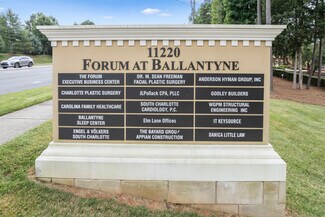 11220
FORUM AT BALLANTYNE
THE FORUM
EXECUTIVE BUSINESS CENTER
DR. M. SEAN FREEMAN
FACIAL PLASTIC SURGERY
ANDERSON HYMAN GROUP, INC
CHARLOTTE PLASTIC SURGERY
JLPollack CPA, PLLC
GODLEY BUILDERS
CAROLINA FAMILY HEALTHCARE
SOUTH CHARLOTTE
CARDIOLOGY, P.C.
WGPM STRUCTURAL
ENGINEERING INC
BALLANTYNE
SLEEP CENTER
Elm Lane Offices
IT KEYSOURCE
ENGEL & VÖLKERS
SOUTH CHARLOTTE
THE BAYARD GROUP
APPIAN CONSTRUCTION
DANICA LITTLE LAW